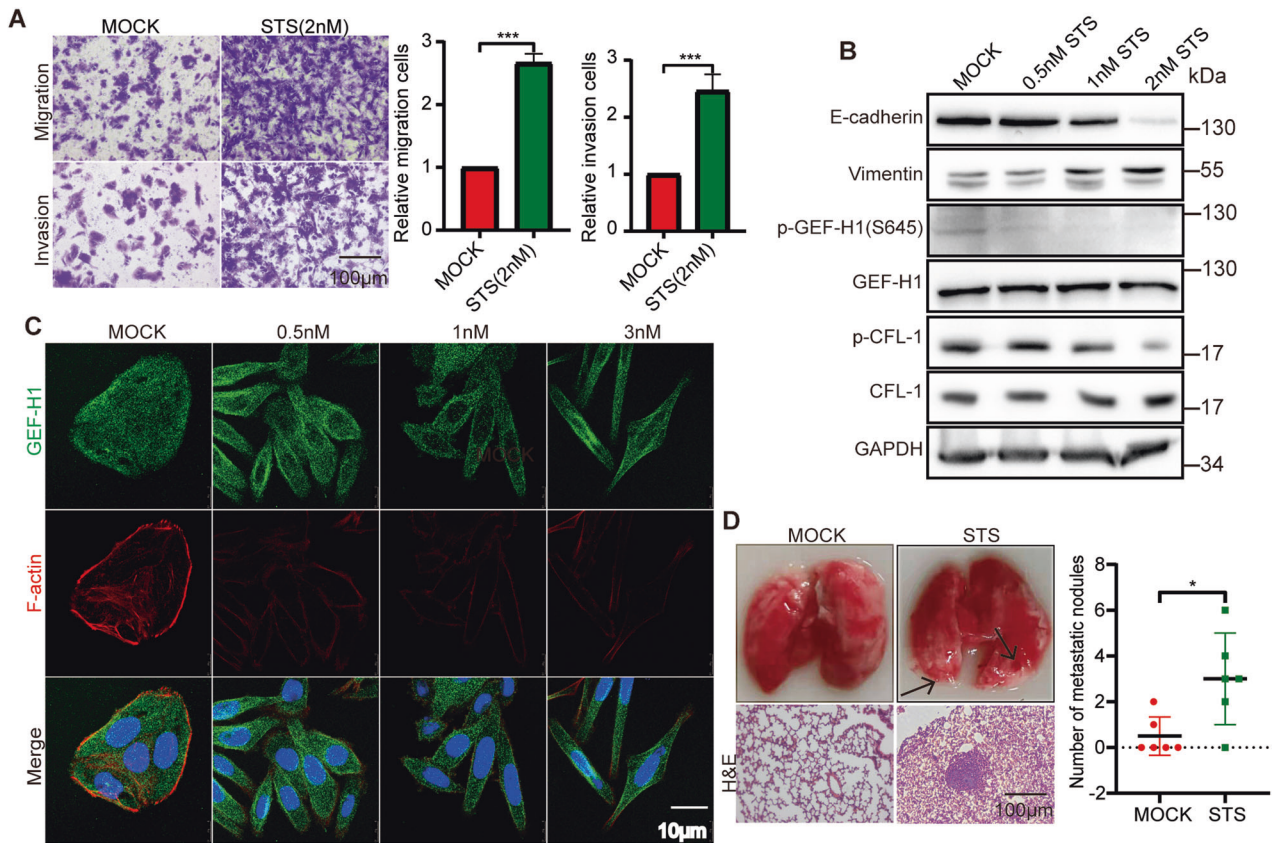 A
MOCK
STS(2nM)
Migration
Invasion
100μm
Relative migration cells
3
2
1
0
***
MOCK
STS(2nM)
Relative invasion cells
3
2
1
0
***
MOCK
STS(2nM)
B
MOCK
0.5nM STS
1nM STS
2nM STS
kDa
E-cadherin
130
Vimentin
55
p-GEF-H1(S645)
130
GEF-H1
130
p-CFL-1
17
CFL-1
17
GAPDH
34
C
MOCK
0.5nM
1nM
3nM
GEF-H1
MOCK
F-actin
Merge
10μm
D
MOCK
STS
H&E
100μm
Number of metastatic nodules
8
6
4
2
0
-2
*
MOCK
STS